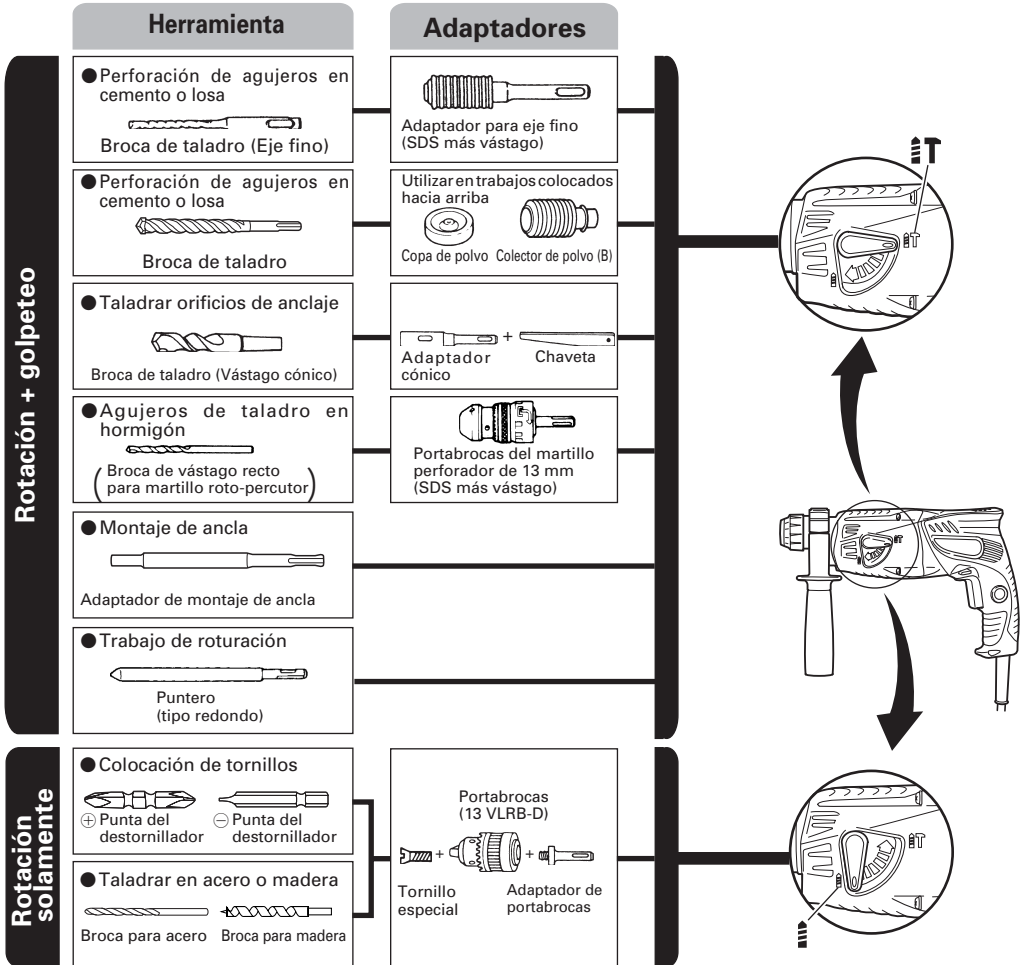 Herramienta
Adaptadores
Rotación + golpeteo
● Perforación de agujeros en
cemento o losa
Broca de taladro (Eje fino)
Adaptador para eje fino
(SDS más vástago)
● Perforación de agujeros en
cemento o losa
Broca de taladro
Utilizar en trabajos colocados
hacia arriba
Copa de polvo
Colector de polvo (B)
● Taladrar orificios de anclaje
Broca de taladro (Vástago cónico)
+
Adaptador
cónico
Chaveta
● Agujeros de taladro en
hormigón
(Broca de vástago recto
para martillo roto-percutor)
Portabrocas del martillo
perforador de 13 mm
(SDS más vástago)
● Montaje de ancla
Adaptador de montaje de ancla
● Trabajo de roturación
Puntero
(tipo redondo)
Rotación
solamente
● Colocación de tornillos
⊕ Punta del
destornillador
⊖ Punta del
destornillador
● Taladrar en acero o madera
Broca para acero
Broca para madera
Portabrocas
(13 VLRB-D)
+ +
Tornillo
especial
Adaptador de
portabrocas